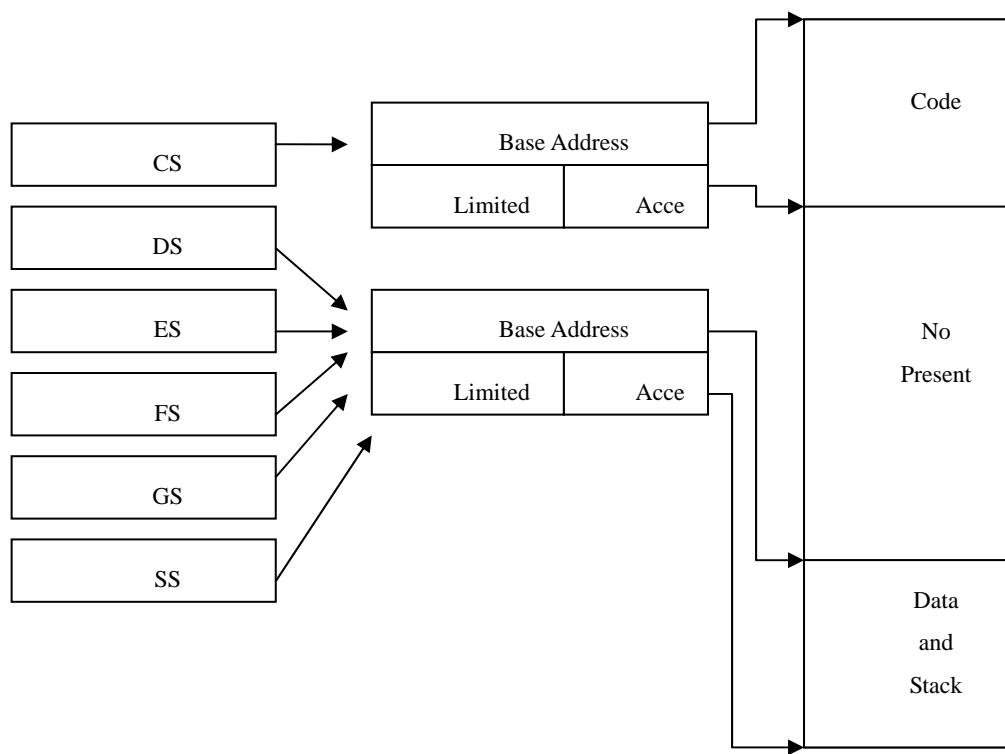 CS
DS
ES
FS
GS
SS
Base Address
Limited
Acce
Base Address
Limited
Acce
Code
No
Present
Data
and
Stack